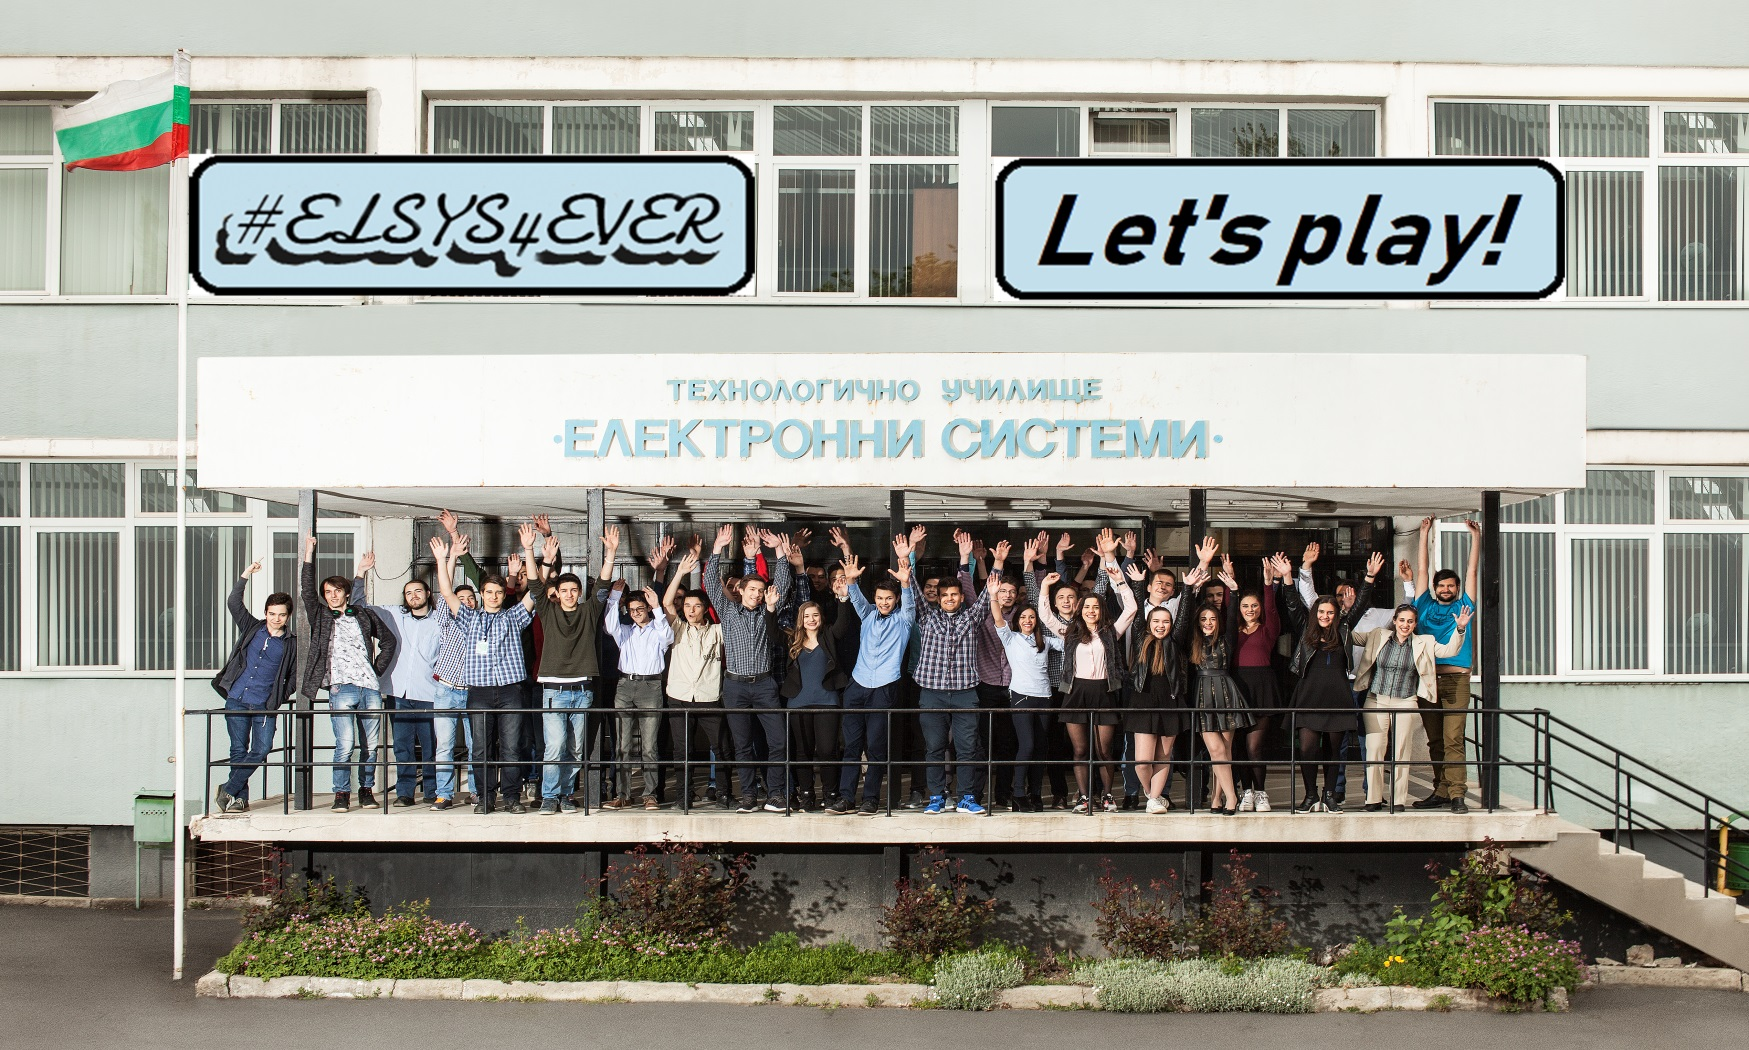 #ELSYS4EVER
Let's play!
ТЕХНОЛОГИЧНО УЧИЛИЩЕ
·ЕЛЕКТРОННИ СИСТЕМИ·